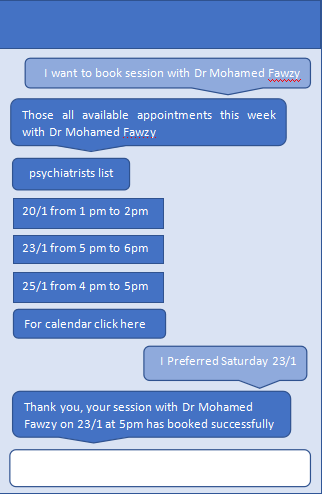 I want to book session with Dr Mohamed Fawzy
Those all available appointments this week
with Dr Mohamed Fawzy
psychiatrists list
20/1 from 1 pm to 2pm
23/1 from 5 pm to 6pm
25/1 from 4 pm to 5pm
For calendar click here
I Preferred Saturday 23/1
Thank you, your session with Dr Mohamed
Fawzy on 23/1 at 5pm has booked successfully